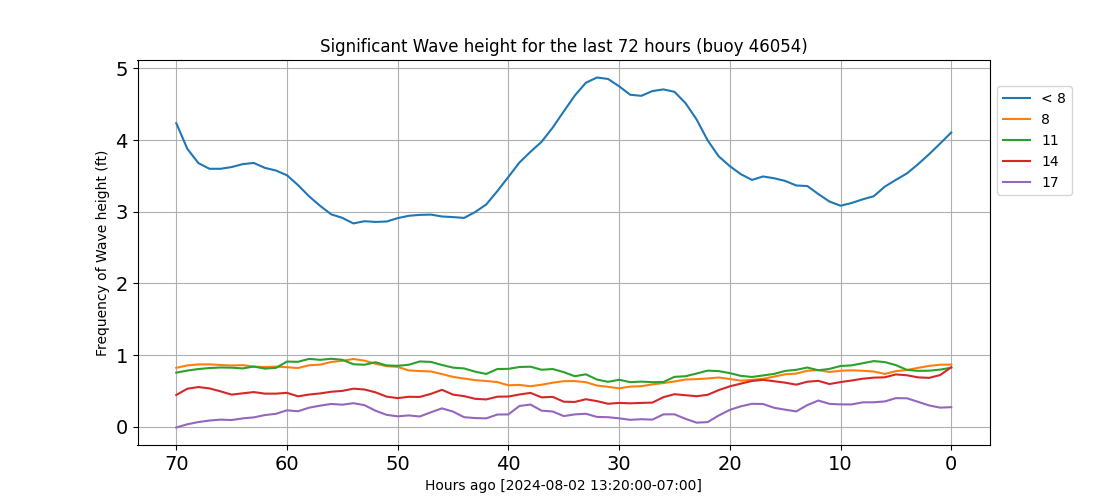 Significant Wave height for the last 72 hours (buoy 46054)
Frequency of Wave height (ft)
5
4
3
2
1
0
70 60 50 40 30 20 10 0
Hours ago [2024-08-02 13:20:00-07:00]
< 8
8
11
14
17